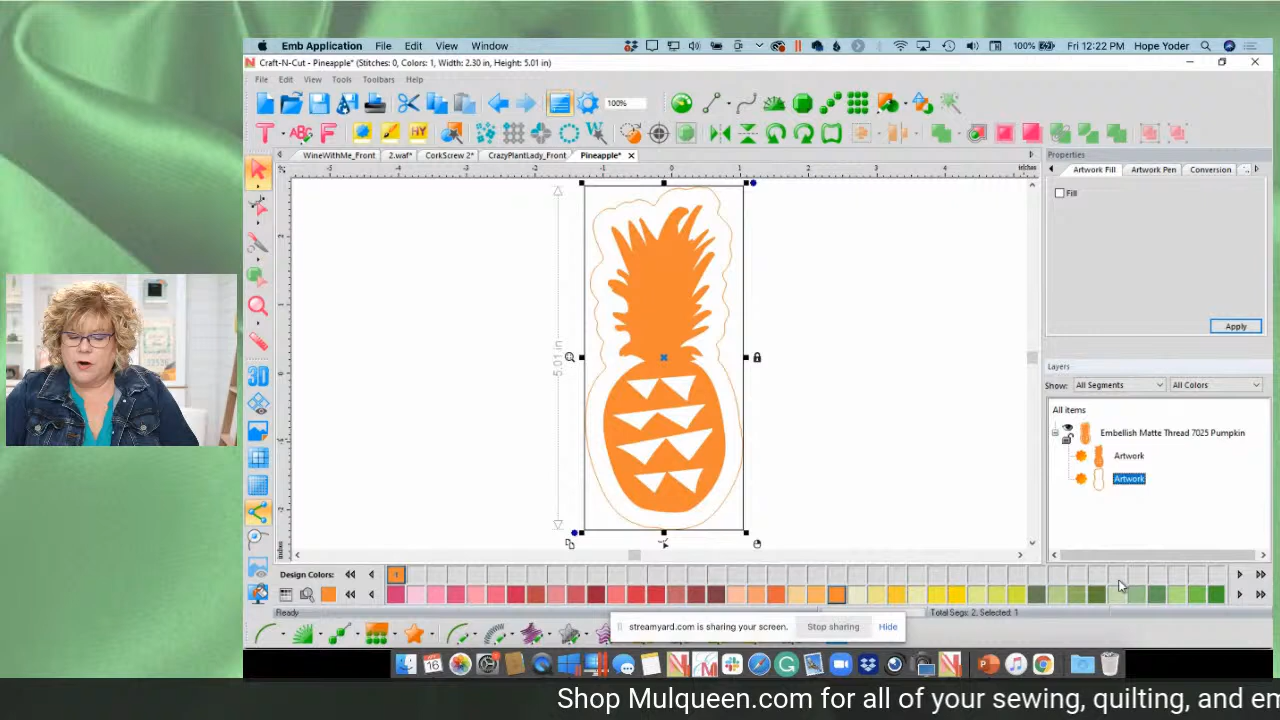 Emb Application File Edit View Window 100% Fri 12:22 PM Hope Yoder
Craft-N-Cut - Pineapple* (Stitches: 0, Colors: 1, Width: 2.30 in, Height: 5.01 in)
File Edit View Tools Toolbars Help
100%
WineWithMe_Front 2.waf* CorkScrew 2* CrazyPlantLady_Front Pineapple*
Properties
Artwork Fill Artwork Pen Conversion
Fill
Apply
5.01 in
Layers
Show: All Segments All Colors
All items
Embellish Matte Thread 7025 Pumpkin
Artwork
Artwork
Design Colors:
1
Ready
Total Segs: 2, Selected: 1
streamyard.com is sharing your screen. Stop sharing Hide
Shop Mulqueen.com for all of your sewing, quilting, and em